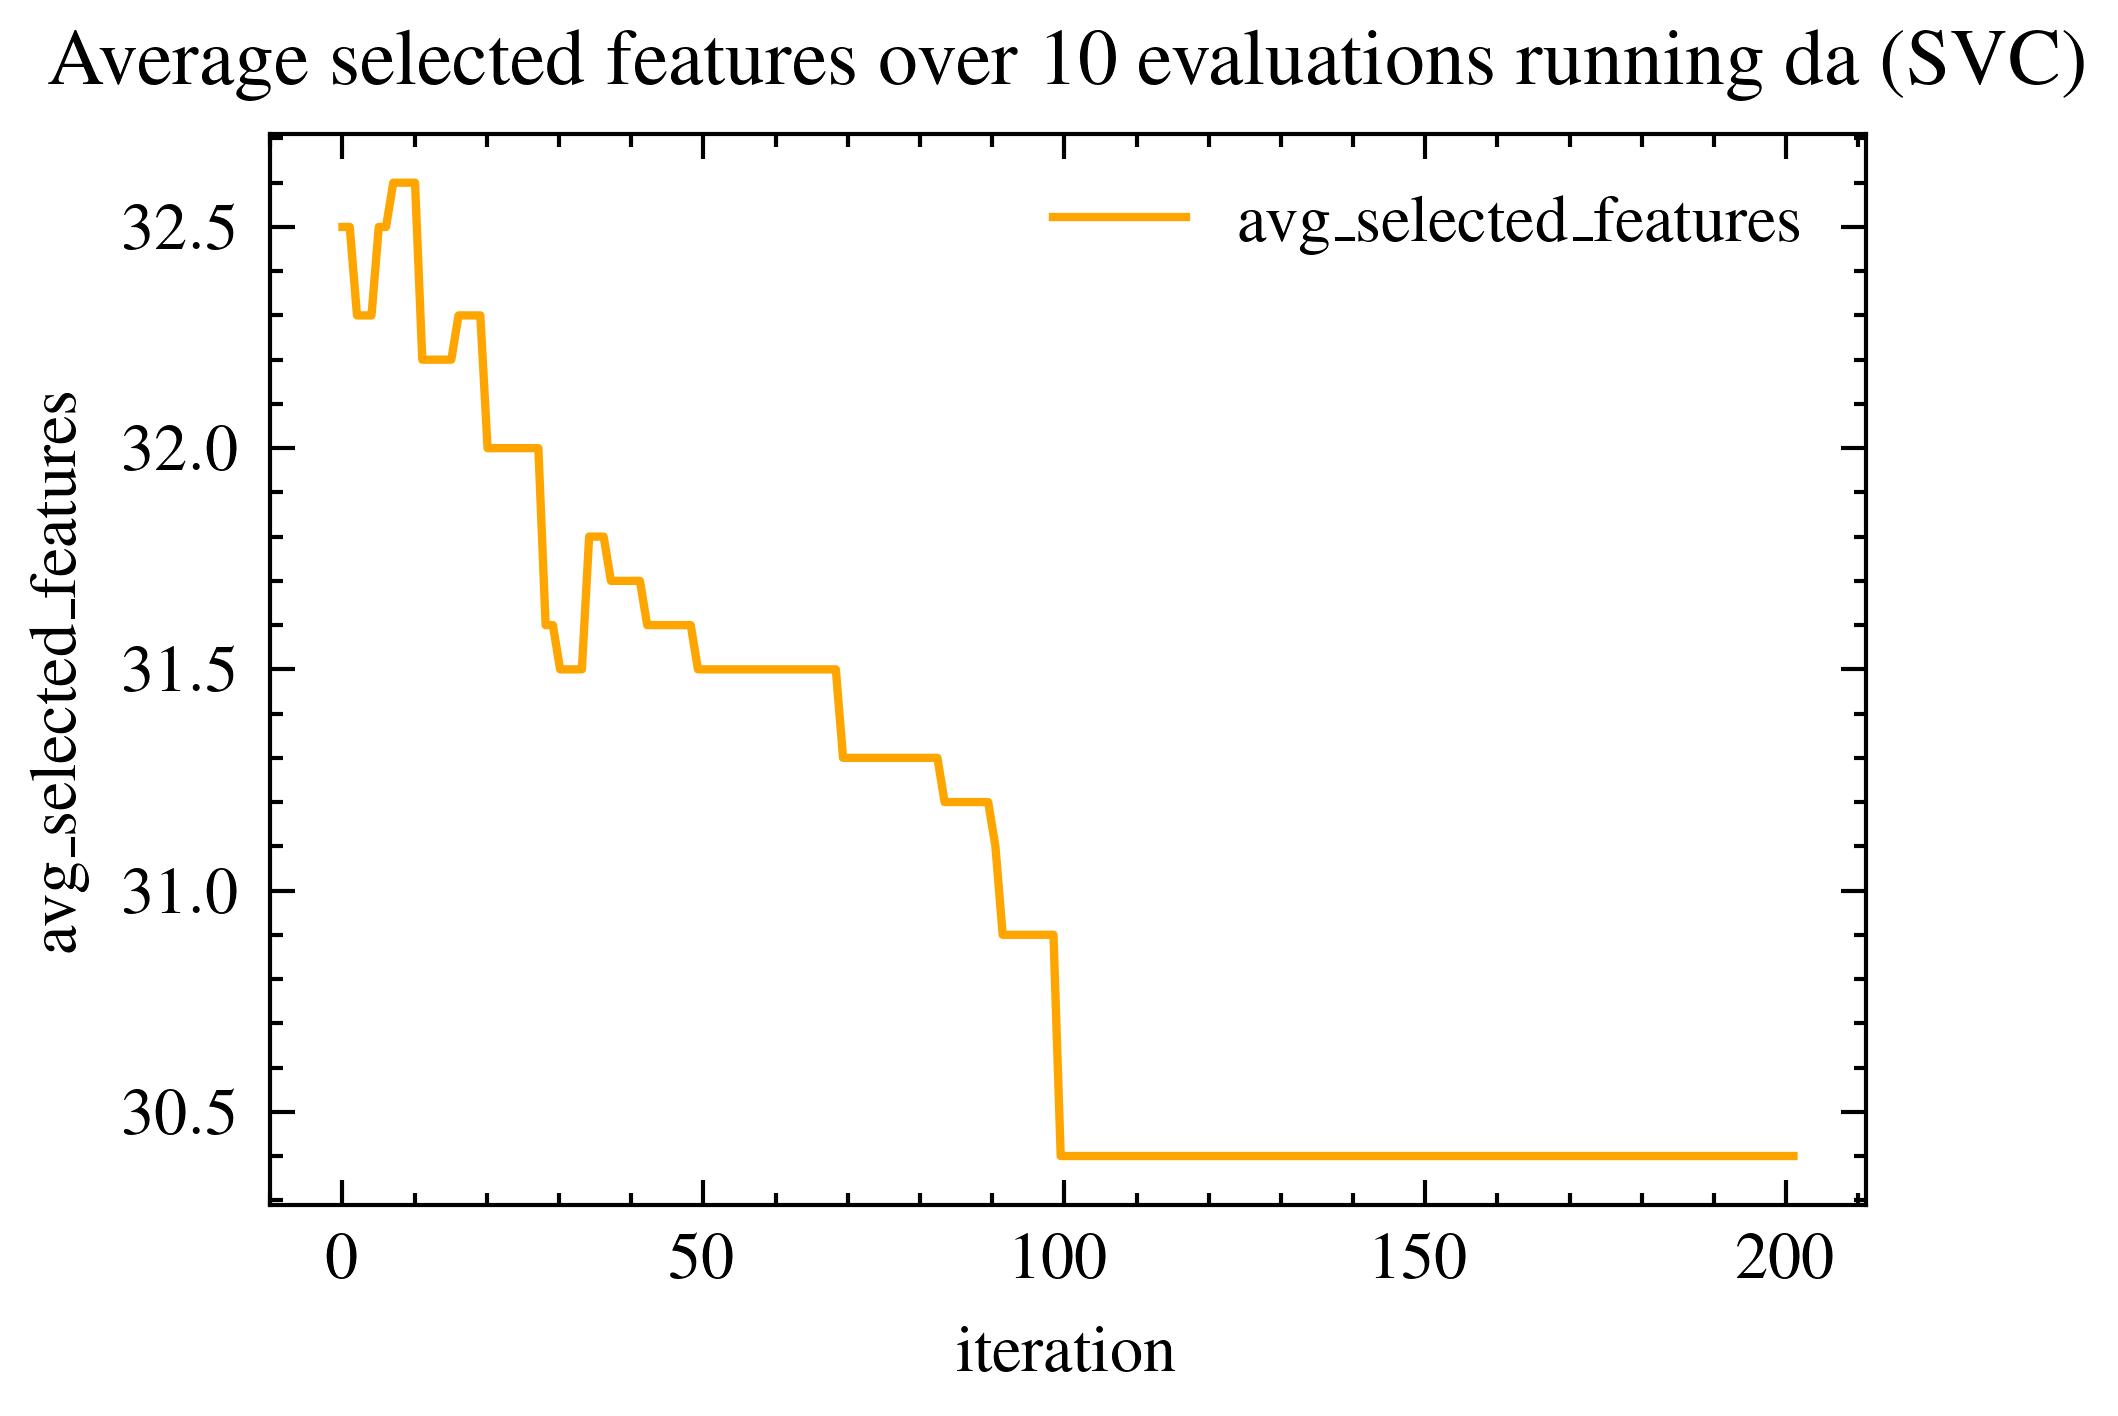 Average selected features over 10 evaluations running da (SVC)
avg_selected_features
avg_selected_features
32.5
32.0
31.5
31.0
30.5
0 50 100 150 200
iteration